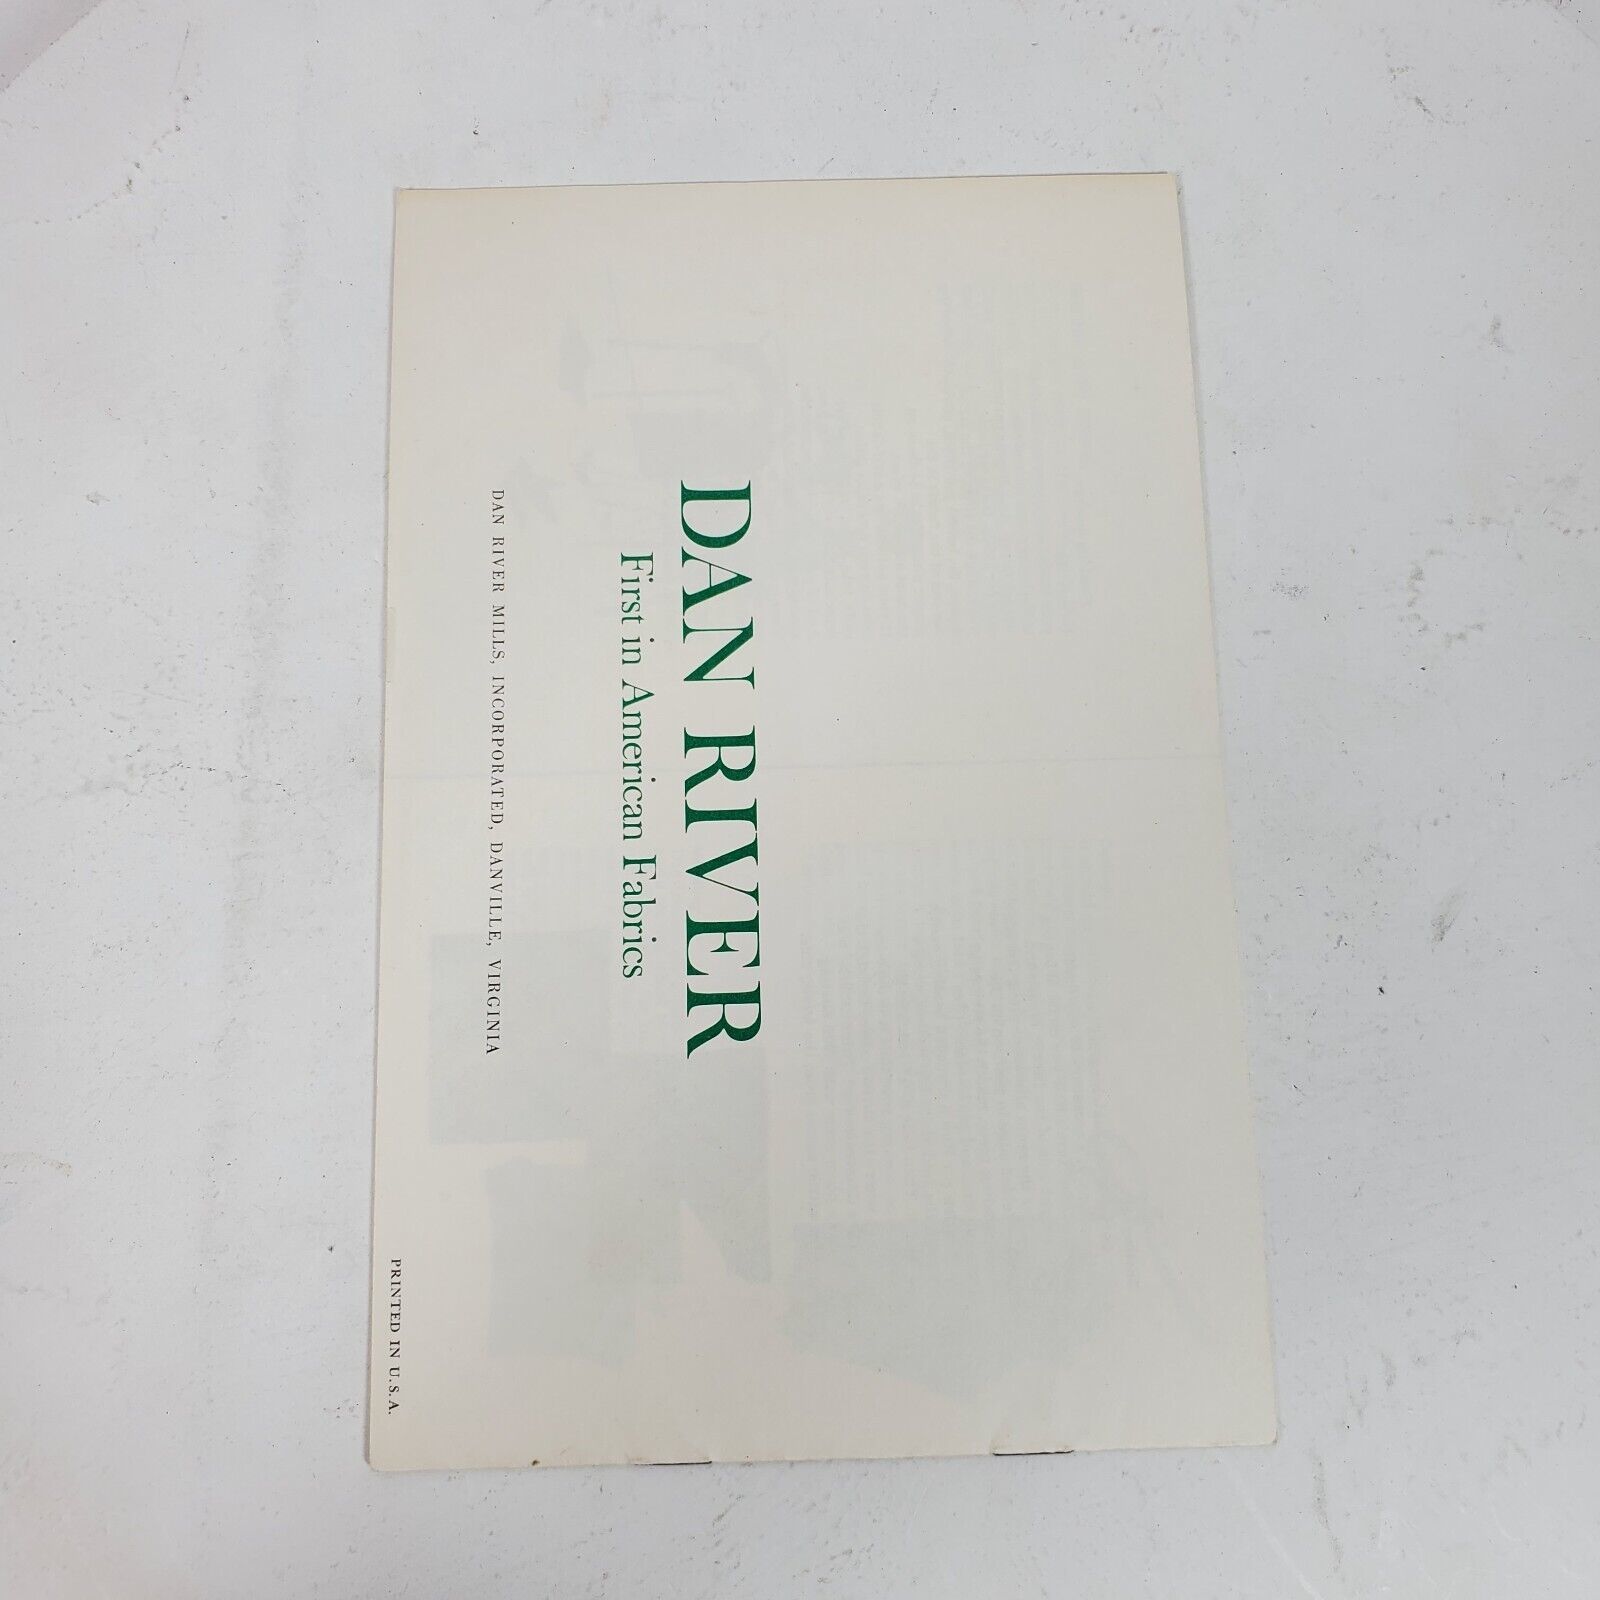 DAN RIVER
First in American Fabrics
DAN RIVER MILLS, INCORPORATED, DANVILLE, VIRGINIA
PRINTED IN U.S.A.